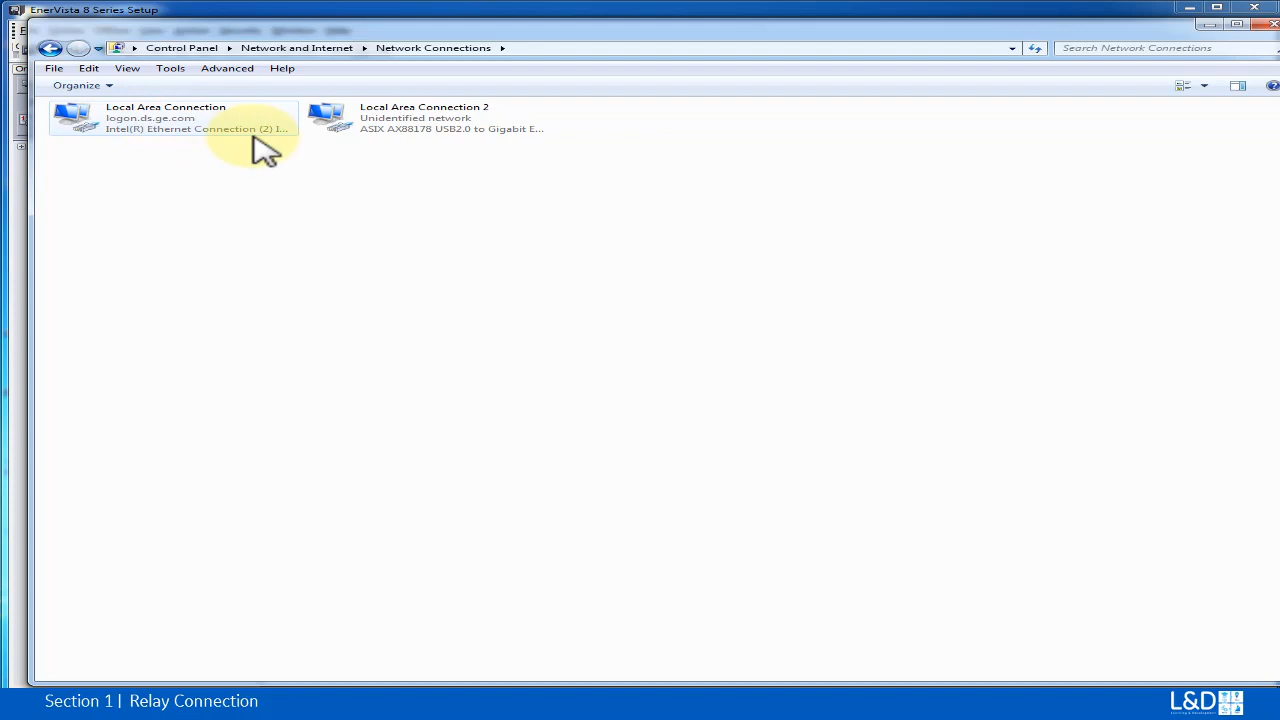 EnerVista 8 Series Setup
Control Panel
Network and Internet
Network Connections
Search Network Connections
File
Edit
View
Tools
Advanced
Help
Organize
Local Area Connection
logon.ds.ge.com
Intel(R) Ethernet Connection (2) I...
Local Area Connection 2
Unidentified network
ASIX AX88178 USB2.0 to Gigabit E...
Section 1 | Relay Connection
L&D